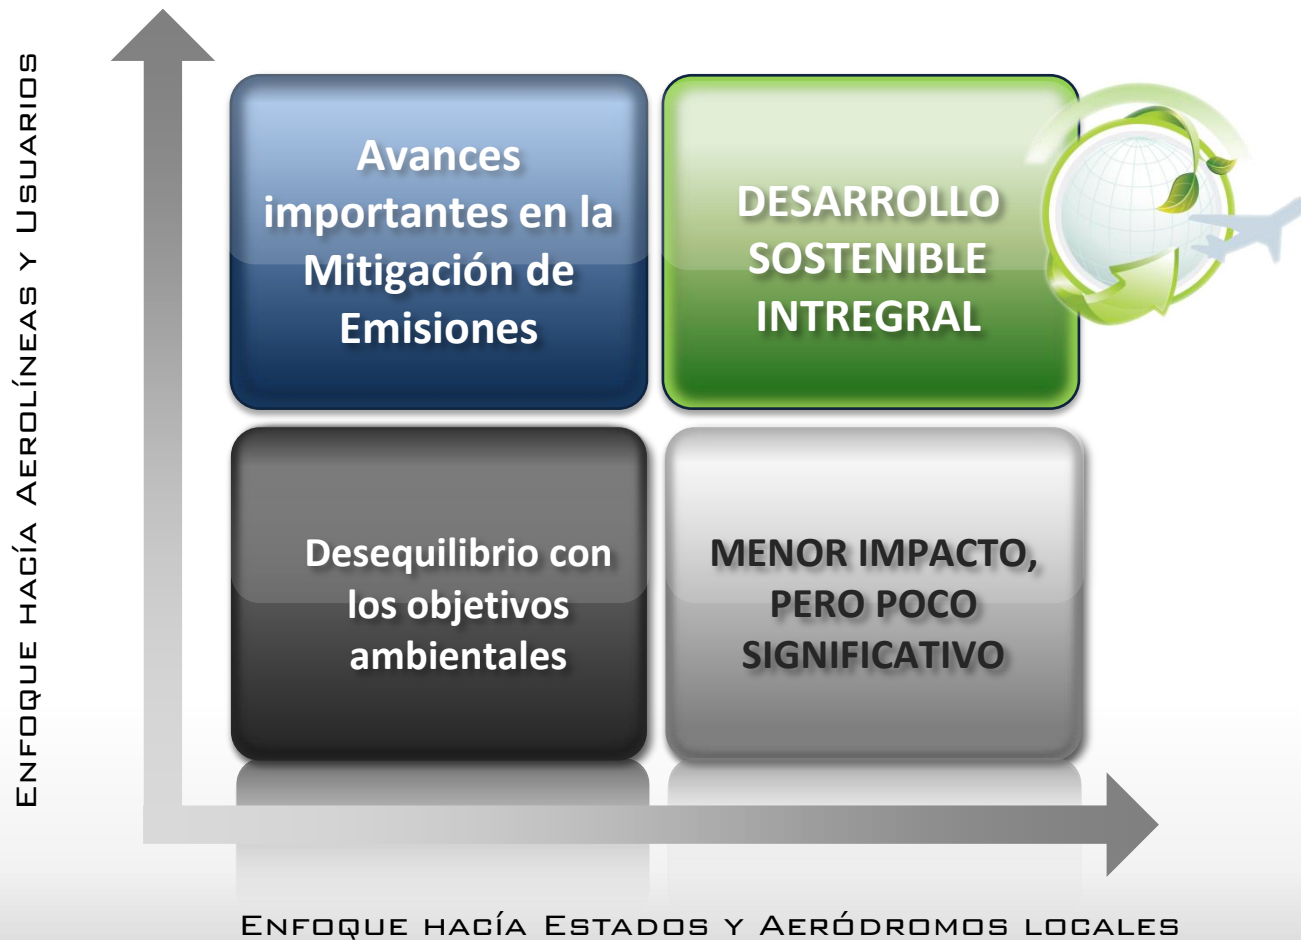 Enfoque hacía Aerolíneas y Usuarios
Avances
importantes en la
Mitigación de
Emisiones
DESARROLLO
SOSTENIBLE
INTREGRAL
Desequilibrio con
los objetivos
ambientales
MENOR IMPACTO,
PERO POCO
SIGNIFICATIVO
Enfoque hacía Estados y Aeródromos locales